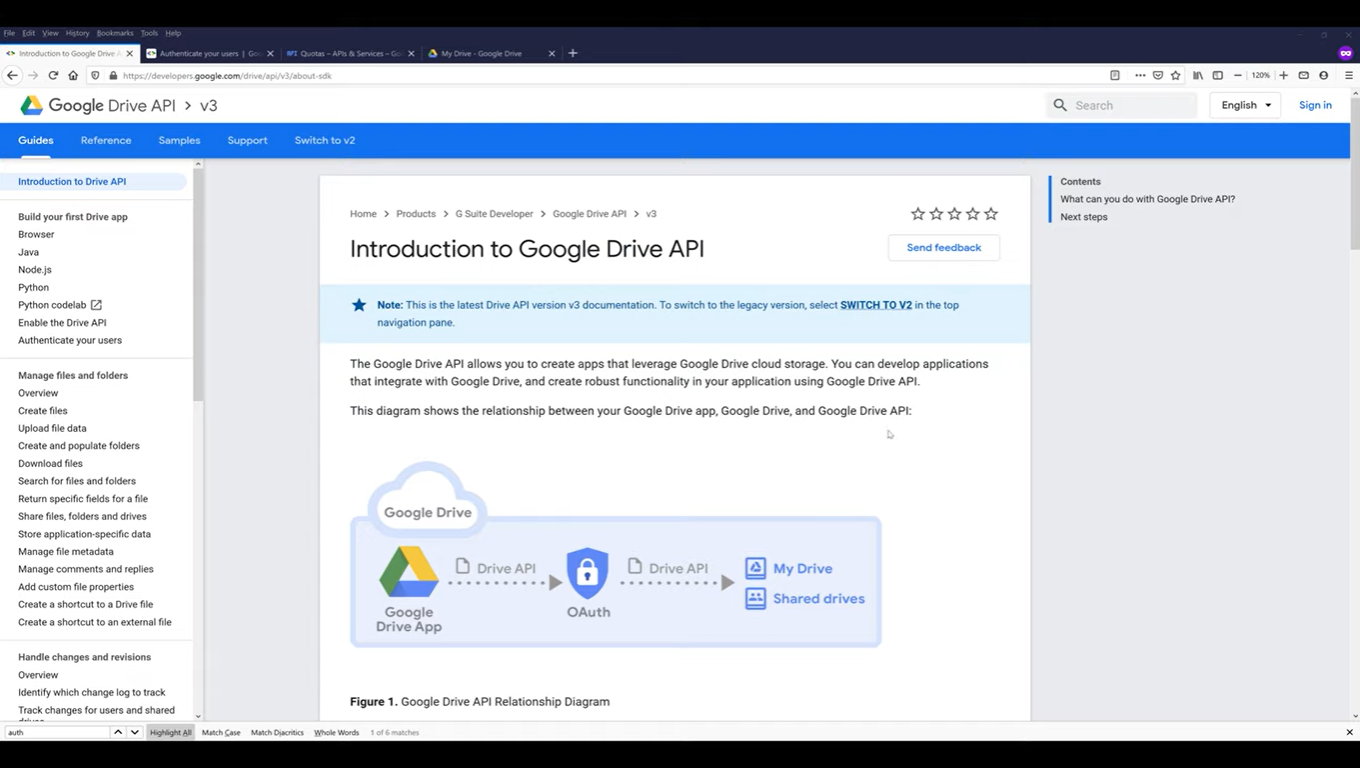 File Edit View History Bookmarks Tools Help
Introduction to Google Drive A
Authenticate your users | Go
Quotas – APIs & Services – Go
My Drive - Google Drive
https://developers.google.com/drive/api/v3/about-sdk
120%
Google Drive API > v3
Search
English
Sign in
Guides Reference Samples Support Switch to v2
Introduction to Drive API
Build your first Drive app
Browser
Java
Node.js
Python
Python codelab
Enable the Drive API
Authenticate your users
Manage files and folders
Overview
Create files
Upload file data
Create and populate folders
Download files
Search for files and folders
Return specific fields for a file
Share files, folders and drives
Store application-specific data
Manage file metadata
Manage comments and replies
Add custom file properties
Create a shortcut to a Drive file
Create a shortcut to an external file
Handle changes and revisions
Overview
Identify which change log to track
Track changes for users and shared
drives
Home > Products > G Suite Developer > Google Drive API > v3
Introduction to Google Drive API
Send feedback
Note: This is the latest Drive API version v3 documentation. To switch to the legacy version, select SWITCH TO V2 in the top
navigation pane.
The Google Drive API allows you to create apps that leverage Google Drive cloud storage. You can develop applications
that integrate with Google Drive, and create robust functionality in your application using Google Drive API.
This diagram shows the relationship between your Google Drive app, Google Drive, and Google Drive API:
Google Drive
Drive API
Drive API
My Drive
Shared drives
Google
Drive App
OAuth
Figure 1. Google Drive API Relationship Diagram
Contents
What can you do with Google Drive API?
Next steps
auth
Highlight All Match Case Match Diacritics Whole Words 1 of 6 matches